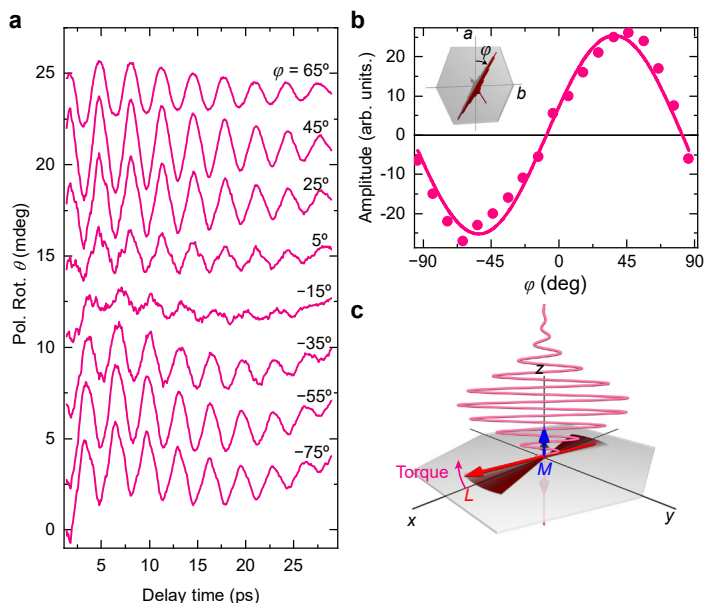 a
Pol. Rot. θ (mdeg)
25
20
15
10
5
0
φ = 65º
45º
25º
5º
−15º
−35º
−55º
−75º
5
10
15
20
25
Delay time (ps)
b
Amplitude (arb. units.)
20
10
0
-10
-20
−90
−45
0
45
90
φ (deg)
a
φ
b
c
z
Torque
L
M
x
y